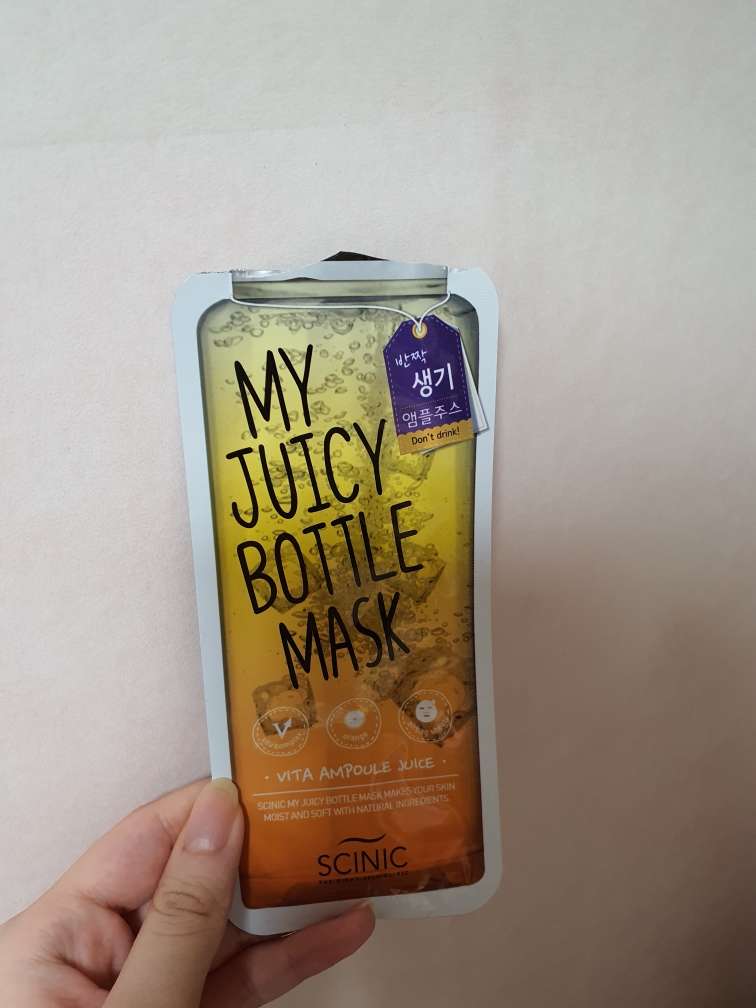 반짝
생기
앰플주스
Don't drink!
MY
JUICY
BOTTLE
MASK
orange
· VITA AMPOULE JUICE ·
SCINIC MY JUICY BOTTLE MASK MAKES YOUR SKIN
MOIST AND SOFT WITH NATURAL INGREDIENTS.
SCINIC